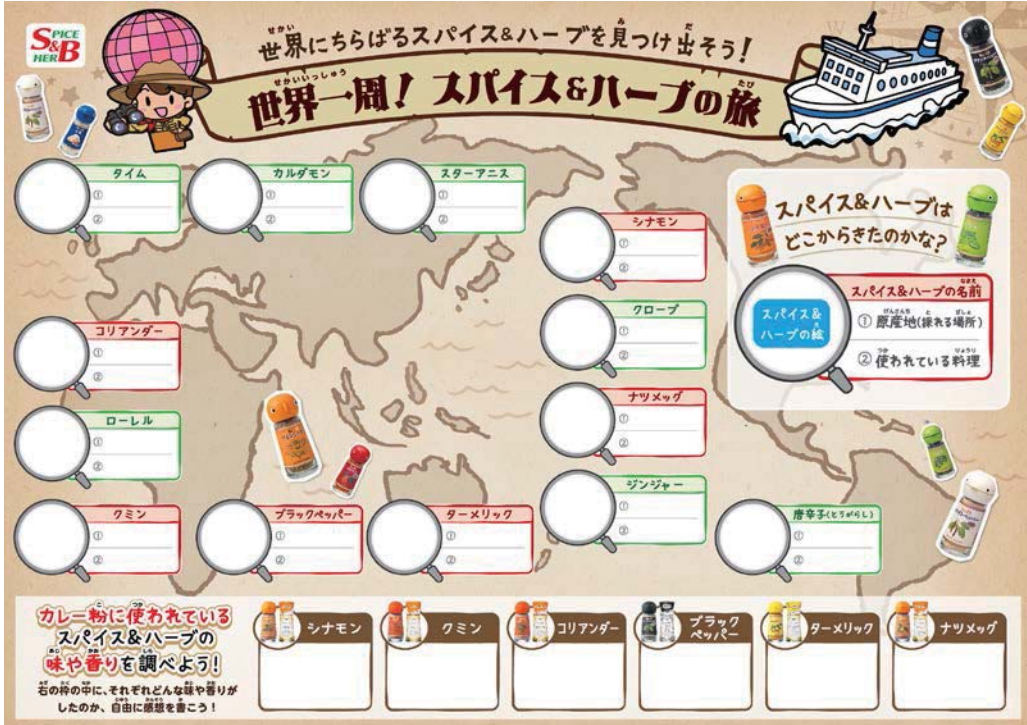 SPICE
&
HERB
世界にちらばるスパイス&ハーブを見つけ出そう!
世界一周! スパイス&ハーブの旅
タイム
①
②
カルダモン
①
②
スターアニス
①
②
シナモン
①
②
スパイス&ハーブは
どこからきたのかな?
スパイス&
ハーブの絵
スパイス&ハーブの名前
① 原産地(採れる場所)
② 使われている料理
クローブ
①
②
コリアンダー
①
②
ナツメッグ
①
②
ローレル
①
②
ジンジャー
①
②
クミン
①
②
ブラックペッパー
①
②
ターメリック
①
②
唐辛子(とうがらし)
①
②
カレー粉に使われている
スパイス&ハーブの
味や香りを調べよう!
右の枠の中に、それぞれどんな味や香りが
したのか、自由に感想を書こう!
シナモン
クミン
コリアンダー
ブラック
ペッパー
ターメリック
ナツメッグ